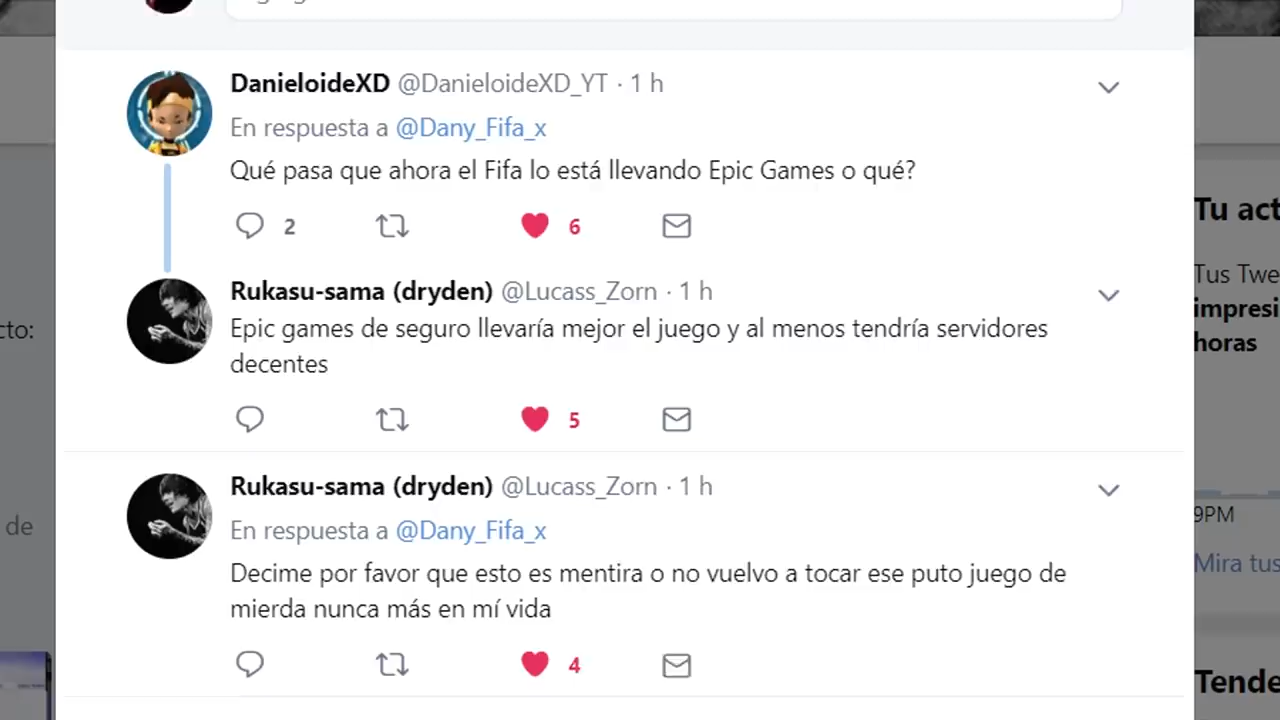 DanieloideXD @DanieloideXD_YT · 1 h
En respuesta a @Dany_Fifa_x
Qué pasa que ahora el Fifa lo está llevando Epic Games o qué?
2 6
Rukasu-sama (dryden) @Lucass_Zorn · 1 h
Epic games de seguro llevaría mejor el juego y al menos tendría servidores
decentes
5
Rukasu-sama (dryden) @Lucass_Zorn · 1 h
En respuesta a @Dany_Fifa_x
Decime por favor que esto es mentira o no vuelvo a tocar ese puto juego de
mierda nunca más en mí vida
4
cto:
de
Tu act
Tus Twe
impresi
horas
9PM
Mira tus
Tende